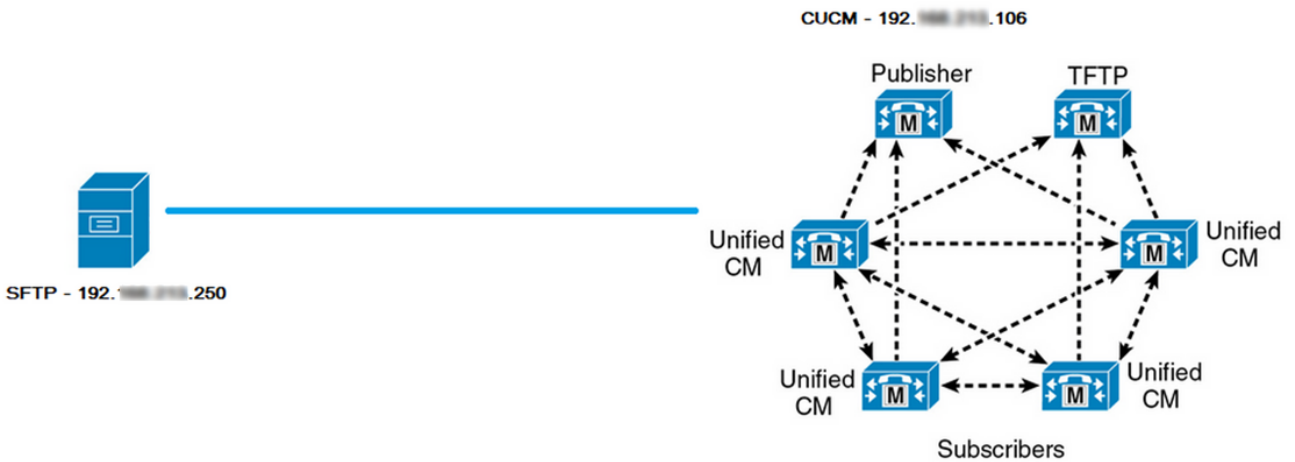 CUCM - 192. .106
Publisher
TFTP
M
M
Unified
CM
M
M
Unified
CM
SFTP - 192. .250
Unified
CM
M
M
Unified
CM
Subscribers